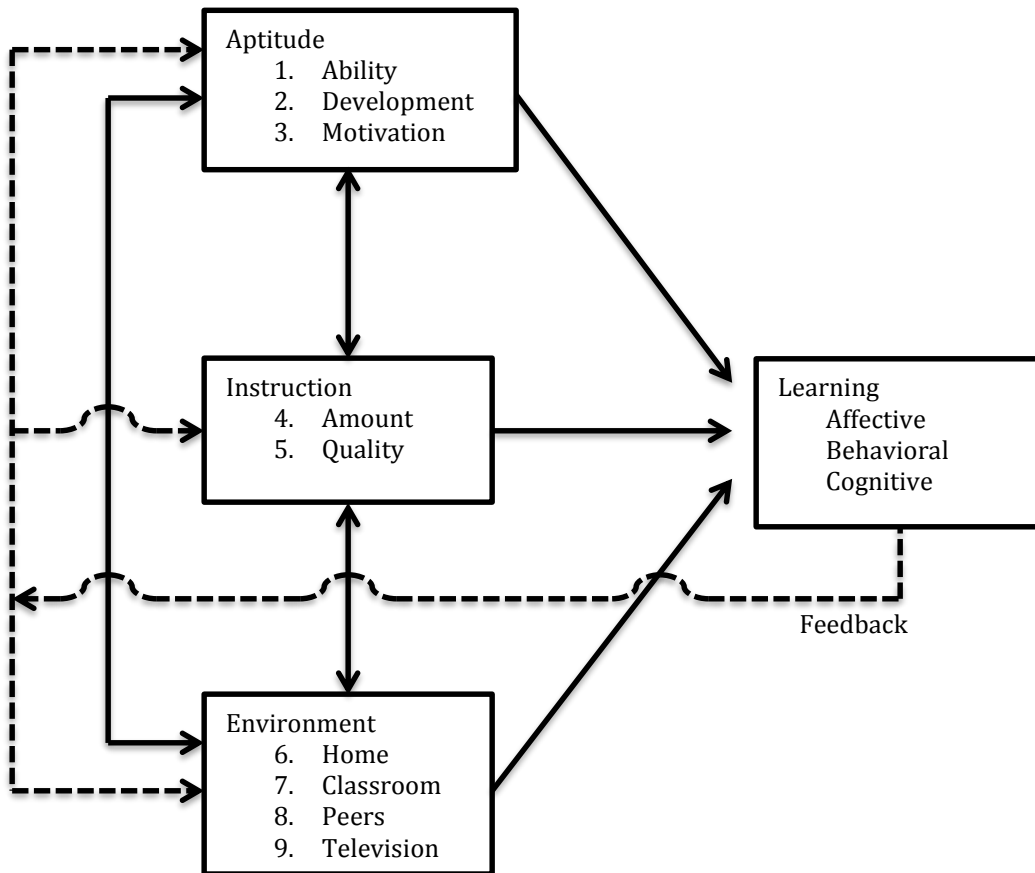 Aptitude
1. Ability
2. Development
3. Motivation
Instruction
4. Amount
5. Quality
Learning
Affective
Behavioral
Cognitive
Feedback
Environment
6. Home
7. Classroom
8. Peers
9. Television